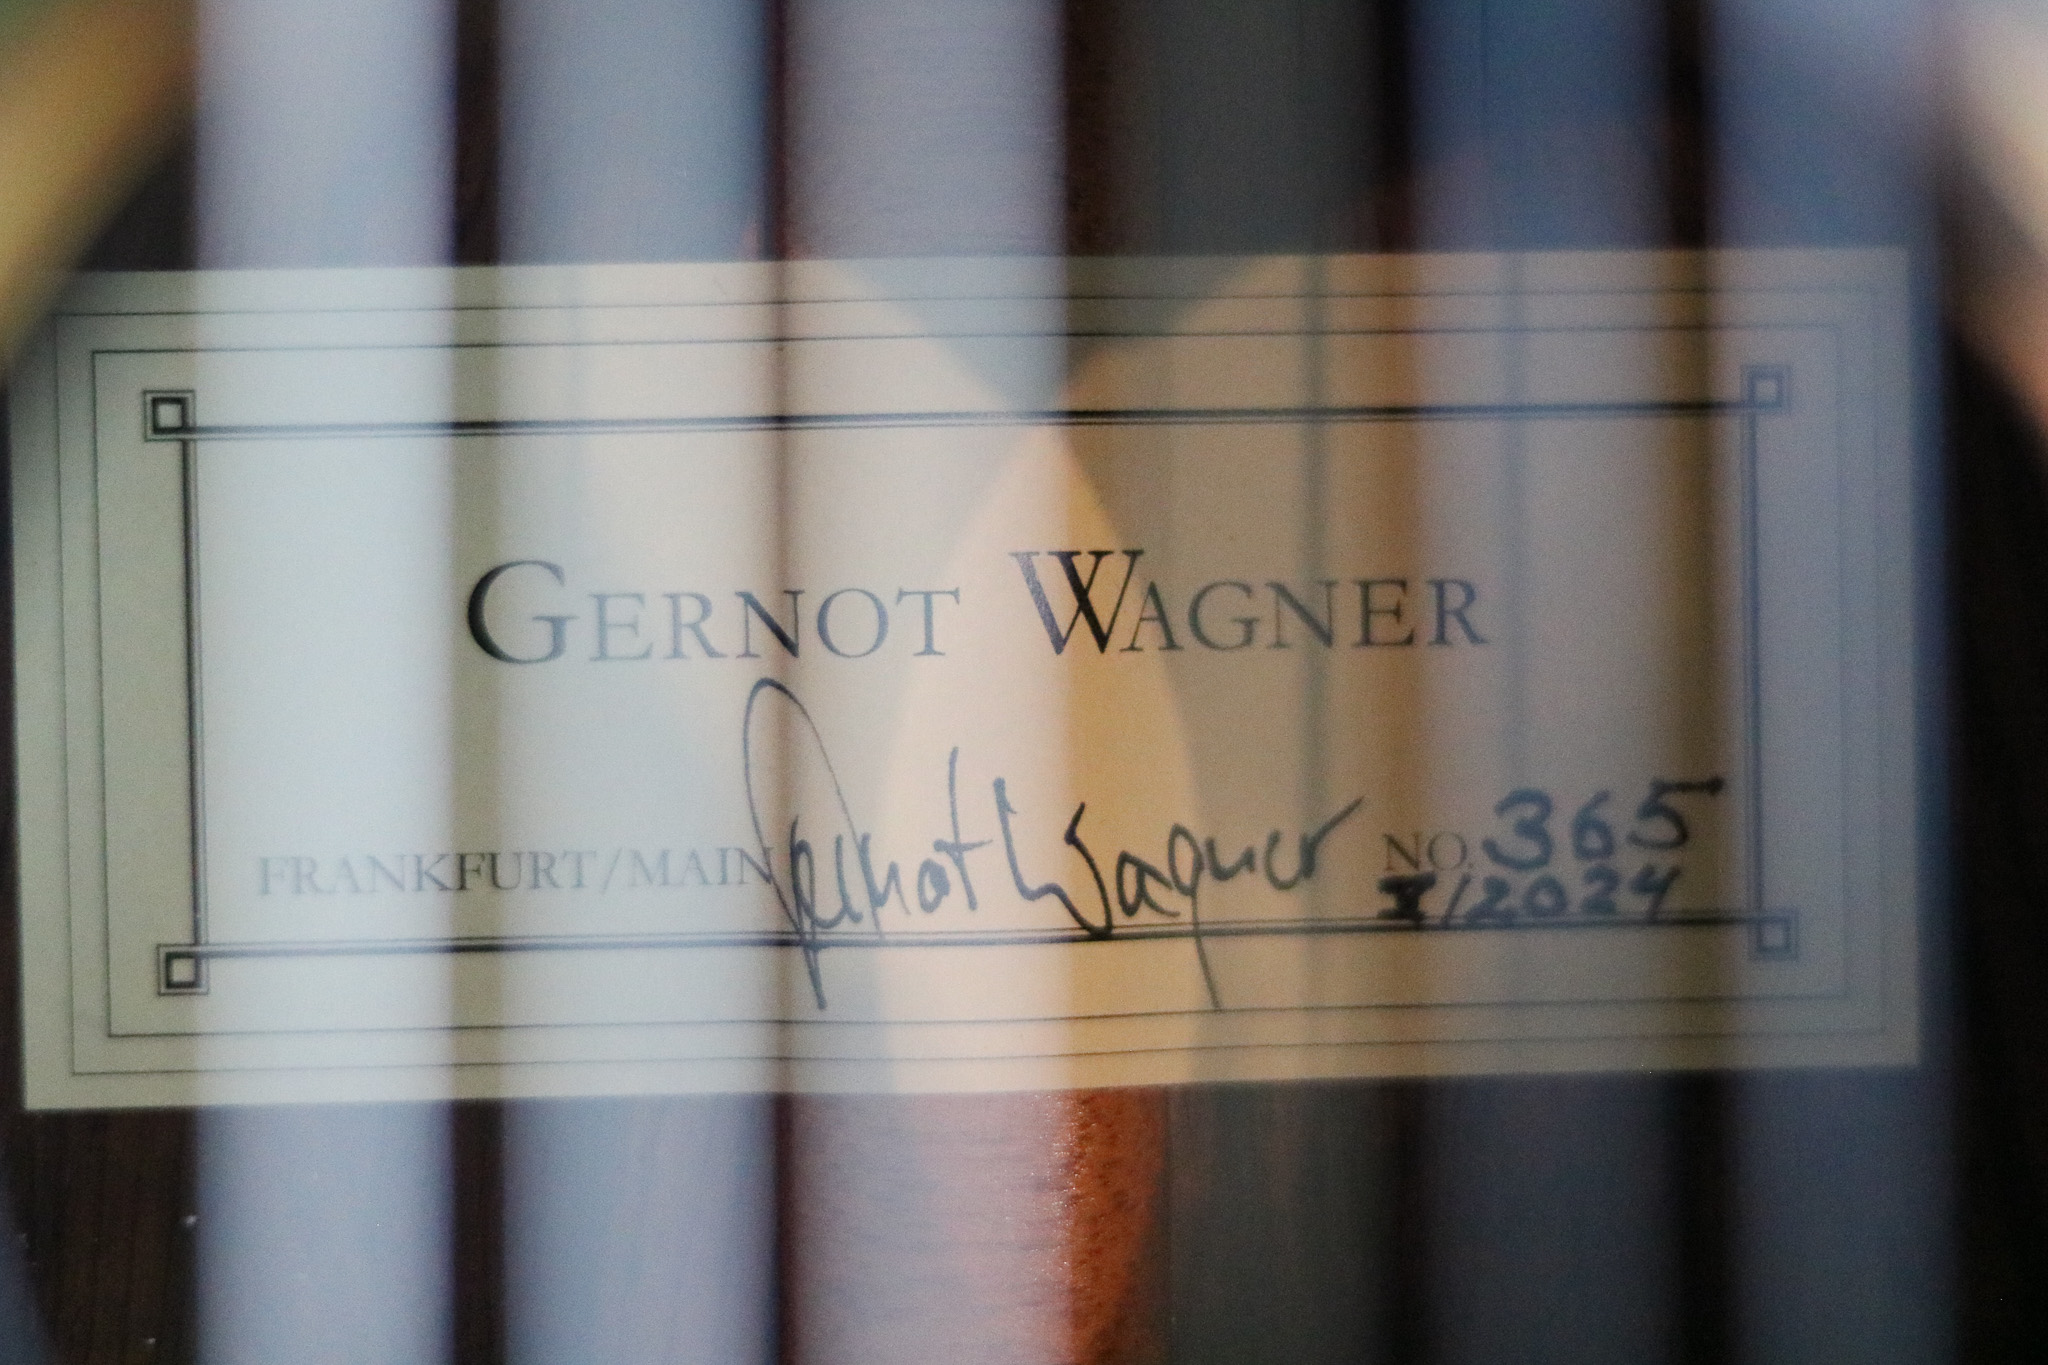 GERNOT WAGNER
FRANKFURT/MAIN Gernot Wagner NO. 365
/2024